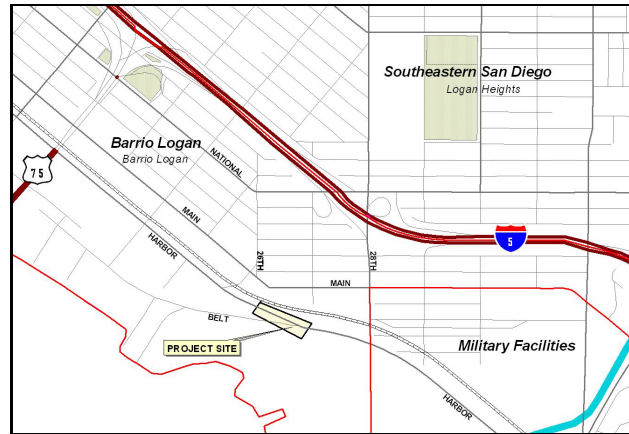 Southeastern San Diego
Logan Heights
Barrio Logan
Barrio Logan
NATIONAL
75
MAIN
HARBOR
26TH
28TH
5
MAIN
BELT
PROJECT SITE
Military Facilities
HARBOR